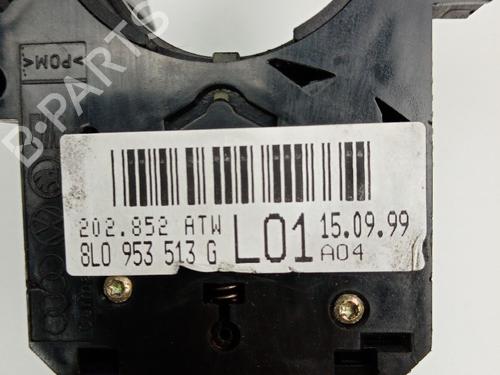 >POM<
B-PARTS
202.852 ATW
8L0 953 513 G
L01
15.09.99
A04